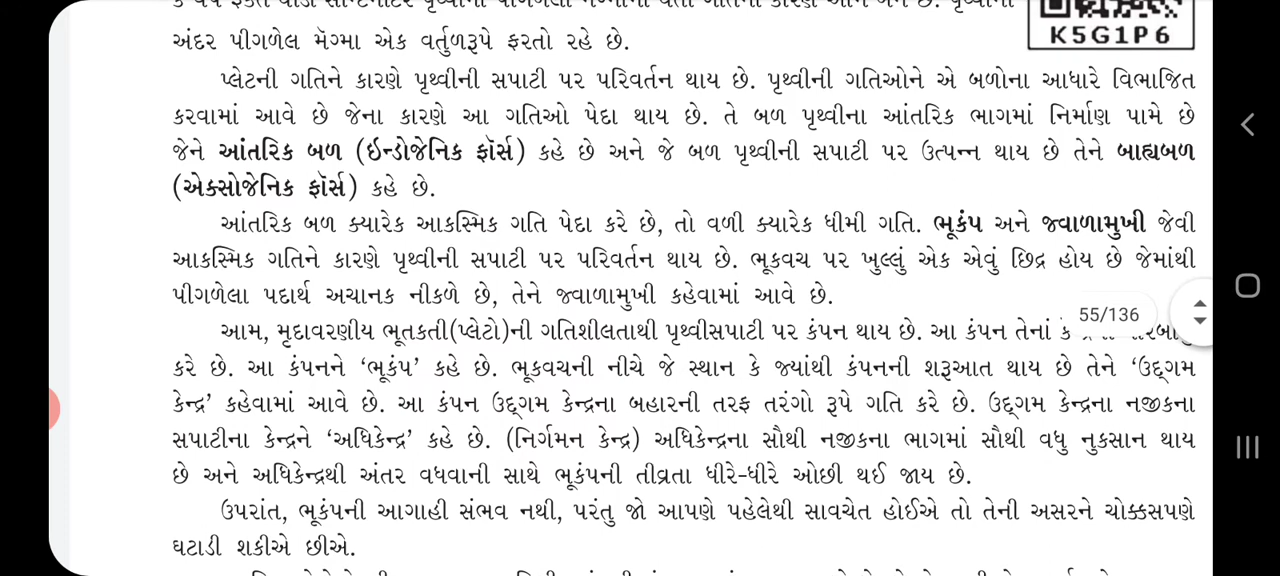 K5G1P6
અંદર પીગળેલ મૅગ્મા એક વર્તુળરૂપે ફરતો રહે છે.
પ્લેટની ગતિને કારણે પૃથ્વીની સપાટી પર પરિવર્તન થાય છે. પૃથ્વીની ગતિઓને એ બળોના આધારે વિભાજિત
કરવામાં આવે છે જેના કારણે આ ગતિઓ પેદા થાય છે. તે બળ પૃથ્વીના આંતરિક ભાગમાં નિર્માણ પામે છે
જેને આંતરિક બળ (ઇન્ડોજેનિક ફૉર્સ) કહે છે અને જે બળ પૃથ્વીની સપાટી પર ઉત્પન્ન થાય છે તેને બાહ્યબળ
(એક્સોજેનિક ફૉર્સ) કહે છે.
આંતરિક બળ ક્યારેક આકસ્મિક ગતિ પેદા કરે છે, તો વળી ક્યારેક ધીમી ગતિ. ભૂકંપ અને જ્વાળામુખી જેવી
આકસ્મિક ગતિને કારણે પૃથ્વીની સપાટી પર પરિવર્તન થાય છે. ભૂકવચ પર ખુલ્લું એક એવું છિદ્ર હોય છે જેમાંથી
પીગળેલા પદાર્થ અચાનક નીકળે છે, તેને જ્વાળામુખી કહેવામાં આવે છે.
55/136
આમ, મૃદાવરણીય ભૂતકતી(પ્લેટો)ની ગતિશીલતાથી પૃથ્વીસપાટી પર કંપન થાય છે. આ કંપન તેનાં
કરે છે. આ કંપનને ‘ભૂકંપ’ કહે છે. ભૂકવચની નીચે જે સ્થાન કે જ્યાંથી કંપનની શરૂઆત થાય છે તેને ‘ઉદ્ગમ
કેન્દ્ર’ કહેવામાં આવે છે. આ કંપન ઉદ્ગમ કેન્દ્રના બહારની તરફ તરંગો રૂપે ગતિ કરે છે. ઉદ્ગમ કેન્દ્રના નજીકના
સપાટીના કેન્દ્રને ‘અધિકેન્દ્ર’ કહે છે. (નિર્ગમન કેન્દ્ર) અધિકેન્દ્રના સૌથી નજીકના ભાગમાં સૌથી વધુ નુકસાન થાય
છે અને અધિકેન્દ્રથી અંતર વધવાની સાથે ભૂકંપની તીવ્રતા ધીરે-ધીરે ઓછી થઈ જાય છે.
ઉપરાંત, ભૂકંપની આગાહી સંભવ નથી, પરંતુ જો આપણે પહેલેથી સાવચેત હોઈએ તો તેની અસરને ચોક્કસપણે
ઘટાડી શકીએ છીએ.